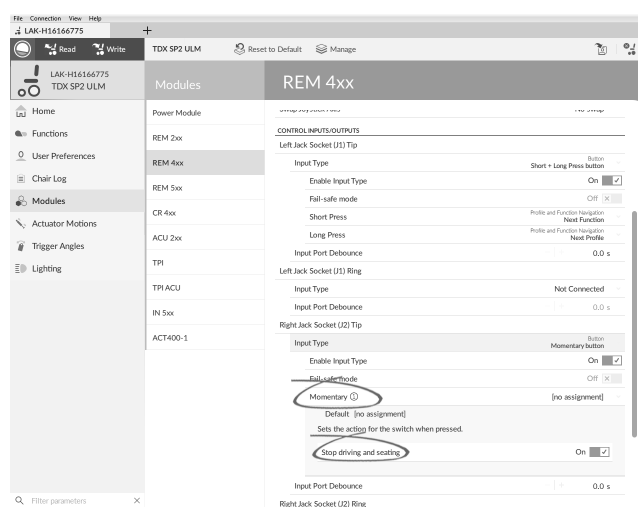 File Connection View Help
LAK-H16166775
Read Write TDX SP2 ULM Reset to Default Manage
LAK-H16166775
TDX SP2 ULM
Modules
REM 4xx
Home
Functions
User Preferences
Chair Log
Modules
Actuator Motions
Trigger Angles
Lighting
Power Module
REM 2xx
REM 4xx
REM 5xx
CR 4xx
ACU 2xx
TPI
TPI ACU
IN 5xx
ACT400-1
Swap Joystick Axis No Swap
CONTROL INPUTS/OUTPUTS
Left Jack Socket (J1) Tip
Input Type Button
Short + Long Press button
Enable Input Type On
Fail-safe mode Off
Short Press Profile and Function Navigation
Next Function
Long Press Profile and Function Navigation
Next Profile
Input Port Debounce 0.0 s
Left Jack Socket (J1) Ring
Input Type Not Connected
Input Port Debounce 0.0 s
Right Jack Socket (J2) Tip
Input Type Button
Momentary button
Enable Input Type On
Fail-safe mode Off
Momentary [no assignment]
Default [no assignment]
Sets the action for the switch when pressed.
Stop driving and seating On
Input Port Debounce 0.0 s
Right Jack Socket (J2) Ring
Filter parameters